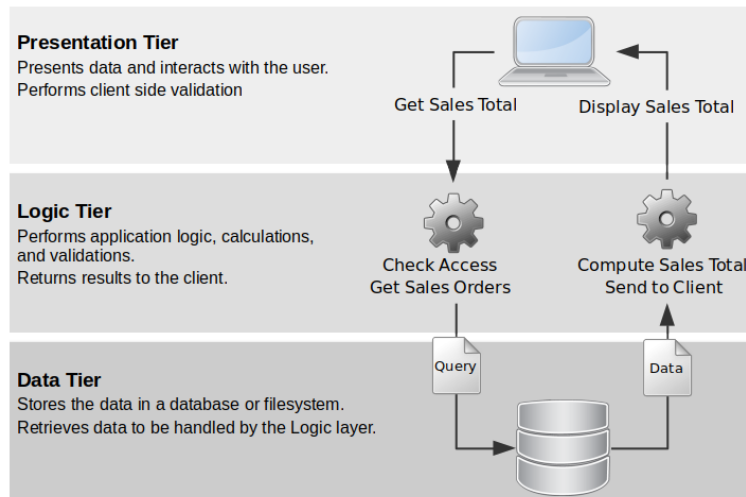 Presentation Tier
Presents data and interacts with the user.
Performs client side validation
Get Sales Total
Display Sales Total
Logic Tier
Performs application logic, calculations,
and validations.
Returns results to the client.
Check Access
Get Sales Orders
Compute Sales Total
Send to Client
Data Tier
Stores the data in a database or filesystem.
Retrieves data to be handled by the Logic layer.
Query
Data